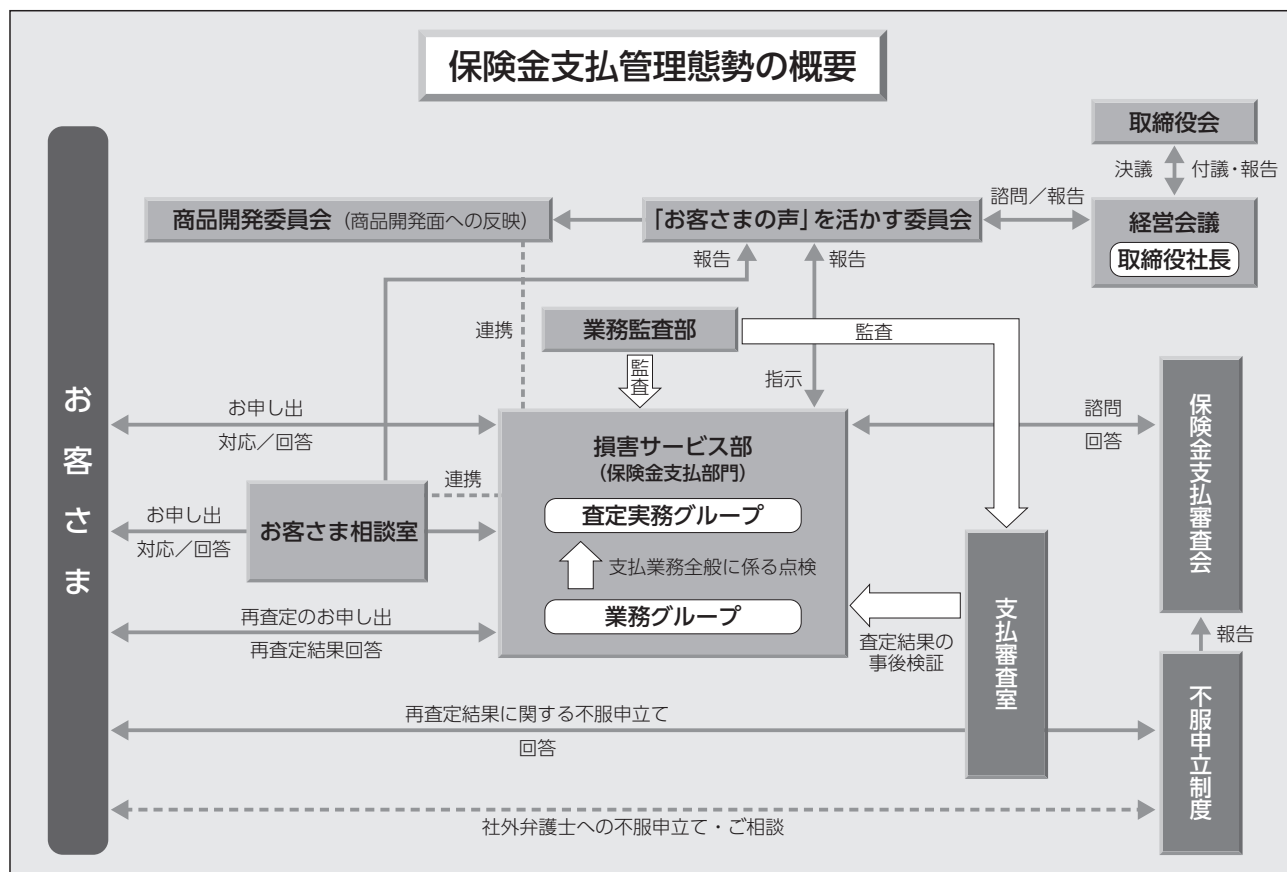 保険金支払管理態勢の概要
取締役会
決議
付議・報告
諮問／報告
経営会議
取締役社長
商品開発委員会（商品開発面への反映）
「お客さまの声」を活かす委員会
報告
報告
連携
業務監査部
監査
監査
指示
お客さま
お申し出
対応／回答
損害サービス部
（保険金支払部門）
諮問
回答
保険金支払審査会
連携
査定実務グループ
お申し出
対応／回答
お客さま相談室
支払業務全般に係る点検
業務グループ
再査定のお申し出
再査定結果回答
査定結果の
事後検証
支払審査室
報告
不服申立制度
再査定結果に関する不服申立て
回答
社外弁護士への不服申立て・ご相談